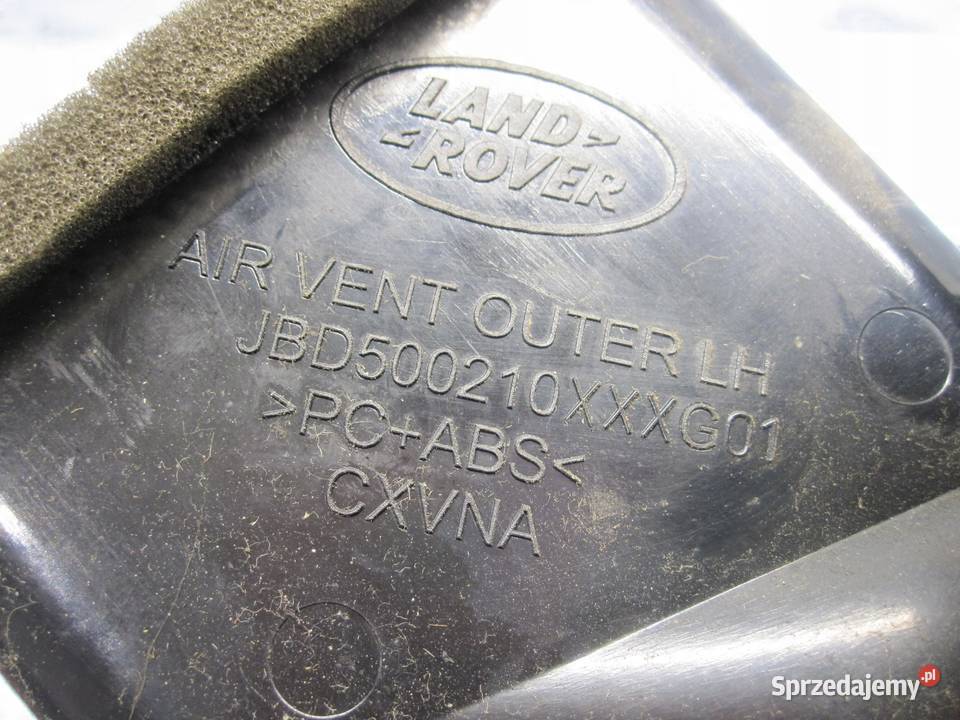 LAND
ROVER
AIR VENT OUTER LH
JBD500210XXXG01
>PC+ABS<
CXVNA
Sprzedajemy.pl